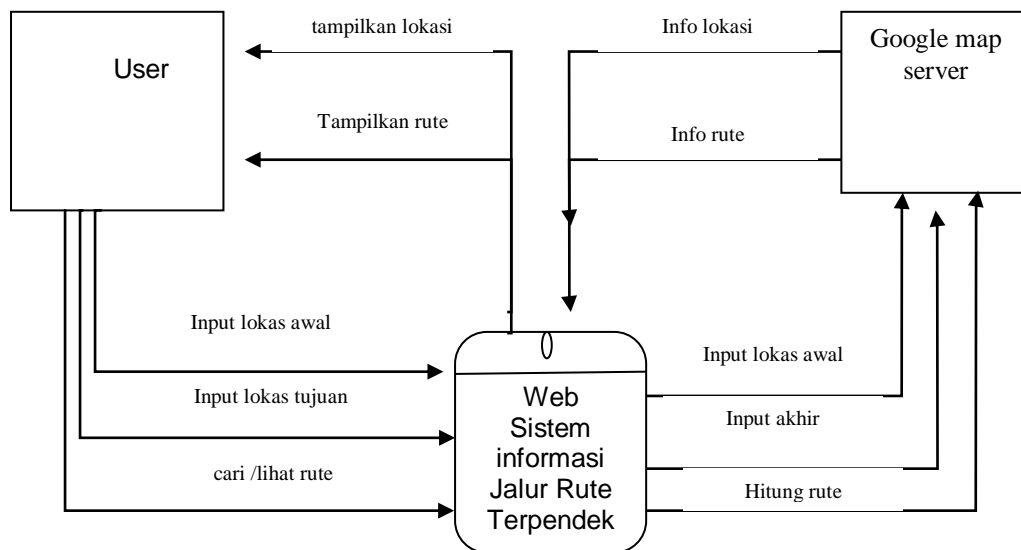 tampilkan lokasi
Info lokasi
User
Google map
server
Tampilkan rute
Info rute
Input lokas awal
Input lokas awal
Input lokas tujuan
Input akhir
cari /lihat rute
Hitung rute
0
Web
Sistem
informasi
Jalur Rute
Terpendek